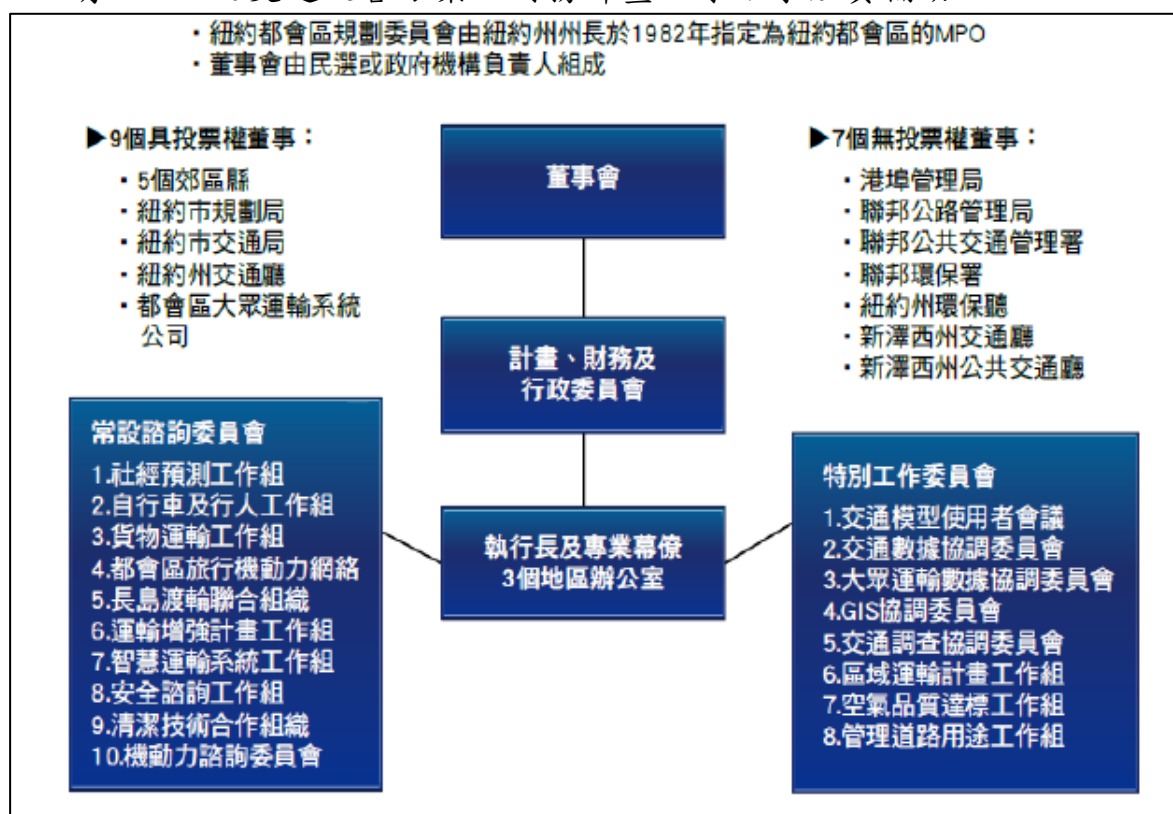 ・紐約都會區規劃委員會由紐約州州長於1982年指定為紐約都會區的MPO
・董事會由民選或政府機構負責人組成
▶9個具投票權董事：
・5個郊區縣
・紐約市規劃局
・紐約市交通局
・紐約州交通廳
・都會區大眾運輸系統
公司
董事會
▶7個無投票權董事：
・港埠管理局
・聯邦公路管理局
・聯邦公共交通管理署
・聯邦環保署
・紐約州環保聽
・新澤西州交通廳
・新澤西州公共交通廳
計畫、財務及
行政委員會
常設諮詢委員會
1.社經預測工作組
2.自行車及行人工作組
3.貨物運輸工作組
4.都會區旅行機動力網絡
5.長島渡輪聯合組織
6.運輸增強計畫工作組
7.智慧運輸系統工作組
8.安全諮詢工作組
9.清潔技術合作組織
10.機動力諮詢委員會
執行長及專業幕僚
3個地區辦公室
特別工作委員會
1.交通模型使用者會議
2.交通數據協調委員會
3.大眾運輸數據協調委員會
4.GIS協調委員會
5.交通調查協調委員會
6.區域運輸計畫工作組
7.空氣品質達標工作組
8.管理道路用途工作組